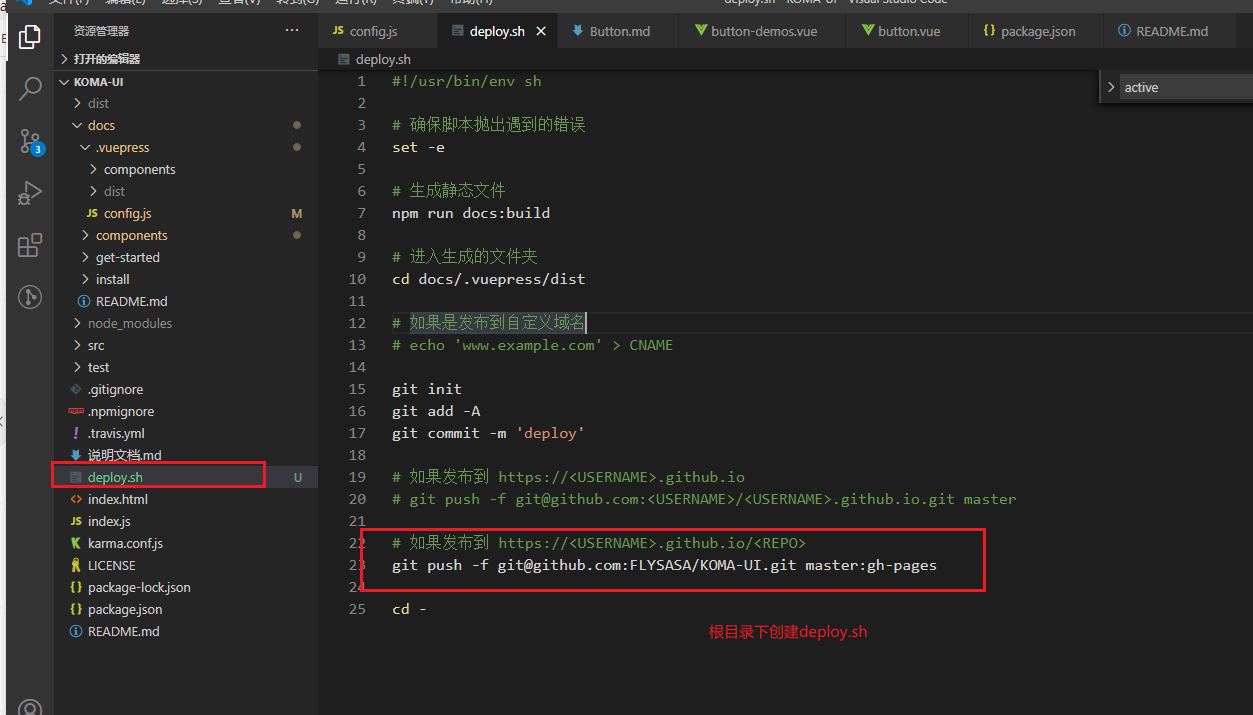 deploy.sh - KOMA-UI - Visual Studio Code
资源管理器
···
JS config.js
deploy.sh
Button.md
button-demos.vue
button.vue
{} package.json
README.md
打开的编辑器
deploy.sh
active
KOMA-UI
dist
docs
.vuepress
components
dist
JS config.js M
components
get-started
install
README.md
node_modules
src
test
.gitignore
.npmignore
.travis.yml
说明文档.md
deploy.sh U
index.html
JS index.js
karma.conf.js
LICENSE
{} package-lock.json
{} package.json
README.md
3
1 #!/usr/bin/env sh
2
3 # 确保脚本抛出遇到的错误
4 set -e
5
6 # 生成静态文件
7 npm run docs:build
8
9 # 进入生成的文件夹
10 cd docs/.vuepress/dist
11
12 # 如果是发布到自定义域名
13 # echo 'www.example.com' > CNAME
14
15 git init
16 git add -A
17 git commit -m 'deploy'
18
19 # 如果发布到 https://<USERNAME>.github.io
20 # git push -f git@github.com:<USERNAME>/<USERNAME>.github.io.git master
21
22 # 如果发布到 https://<USERNAME>.github.io/<REPO>
23 git push -f git@github.com:FLYSASA/KOMA-UI.git master:gh-pages
24
25 cd -
根目录下创建deploy.sh